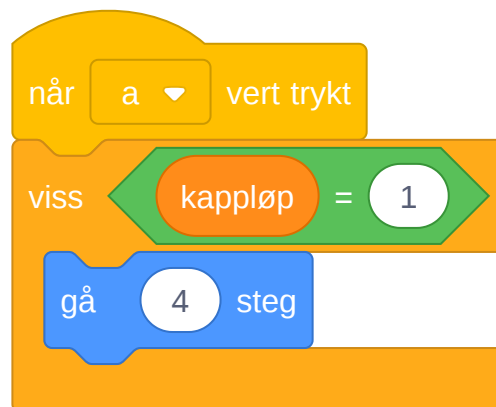 når a vert trykt
viss kappløp = 1
gå 4 steg